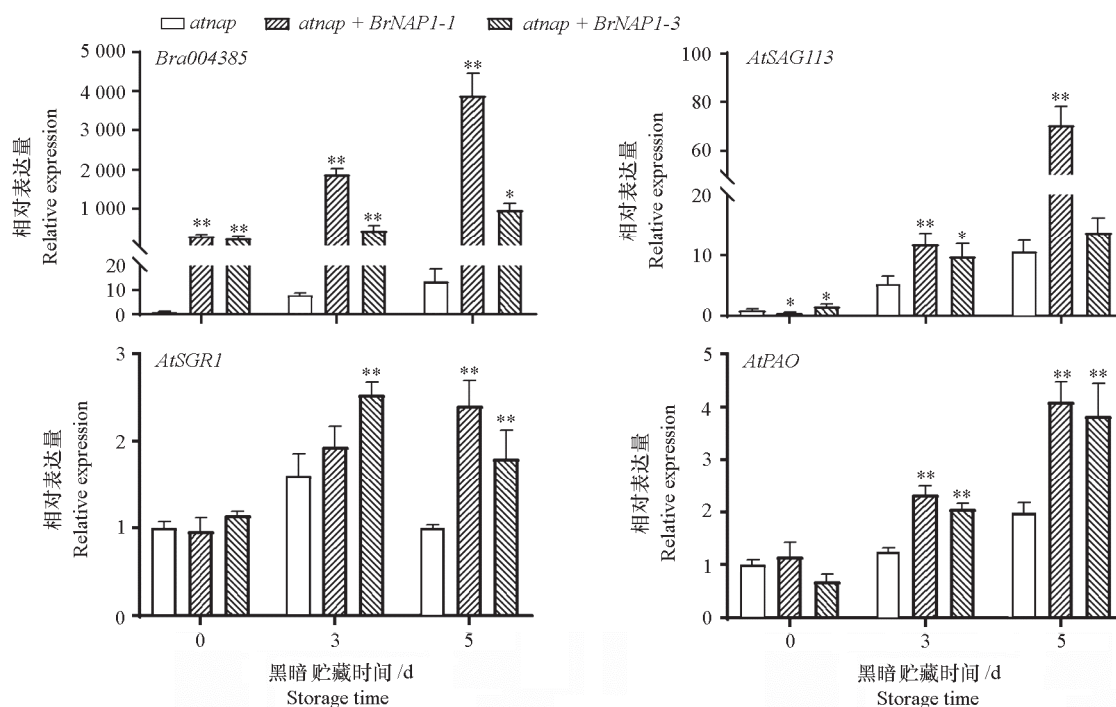 atnap atnap + BrNAP1-1 atnap + BrNAP1-3
Bra004385
5 000
4 000
3 000
2 000
1 000
20
10
0
相对表达量
Relative expression
** ** ** ** ** *
AtSAG113
100
80
60
20
10
0
相对表达量
Relative expression
* * ** * **
AtSGR1
3
2
1
0
相对表达量
Relative expression
** ** **
0 3 5
黑暗贮藏时间 /d
Storage time
AtPAO
5
4
3
2
1
0
相对表达量
Relative expression
** ** ** **
0 3 5
黑暗贮藏时间 /d
Storage time